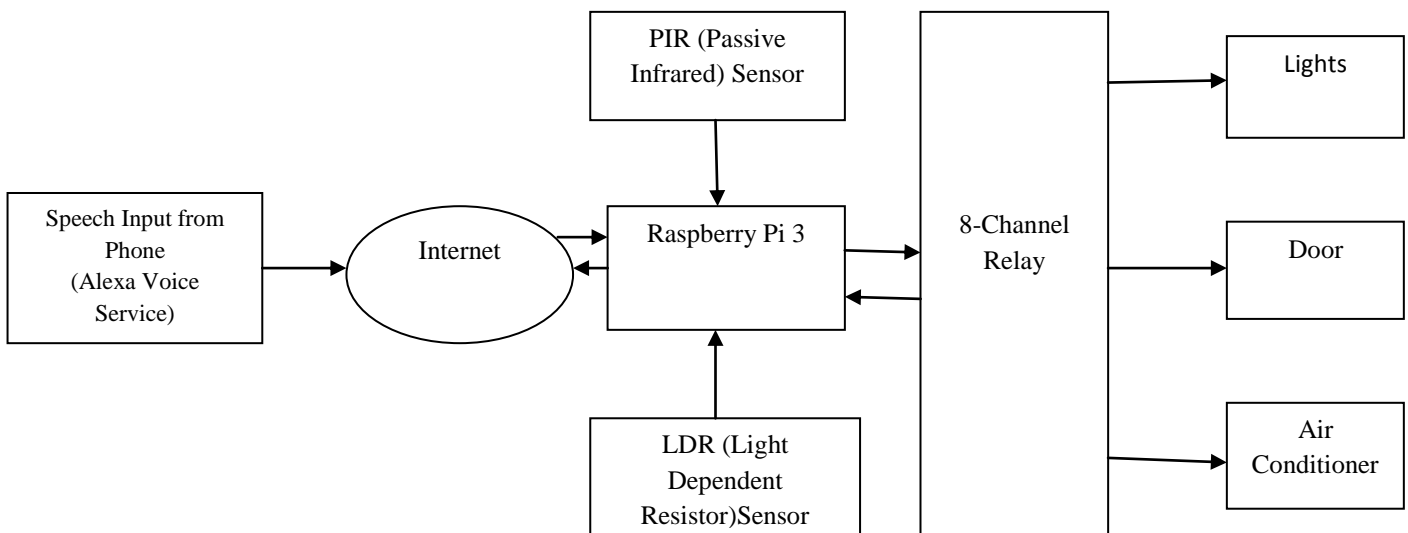 PIR (Passive
Infrared) Sensor
Speech Input from
Phone
(Alexa Voice
Service)
Internet
Raspberry Pi 3
LDR (Light
Dependent
Resistor)Sensor
8-Channel
Relay
Lights
Door
Air
Conditioner